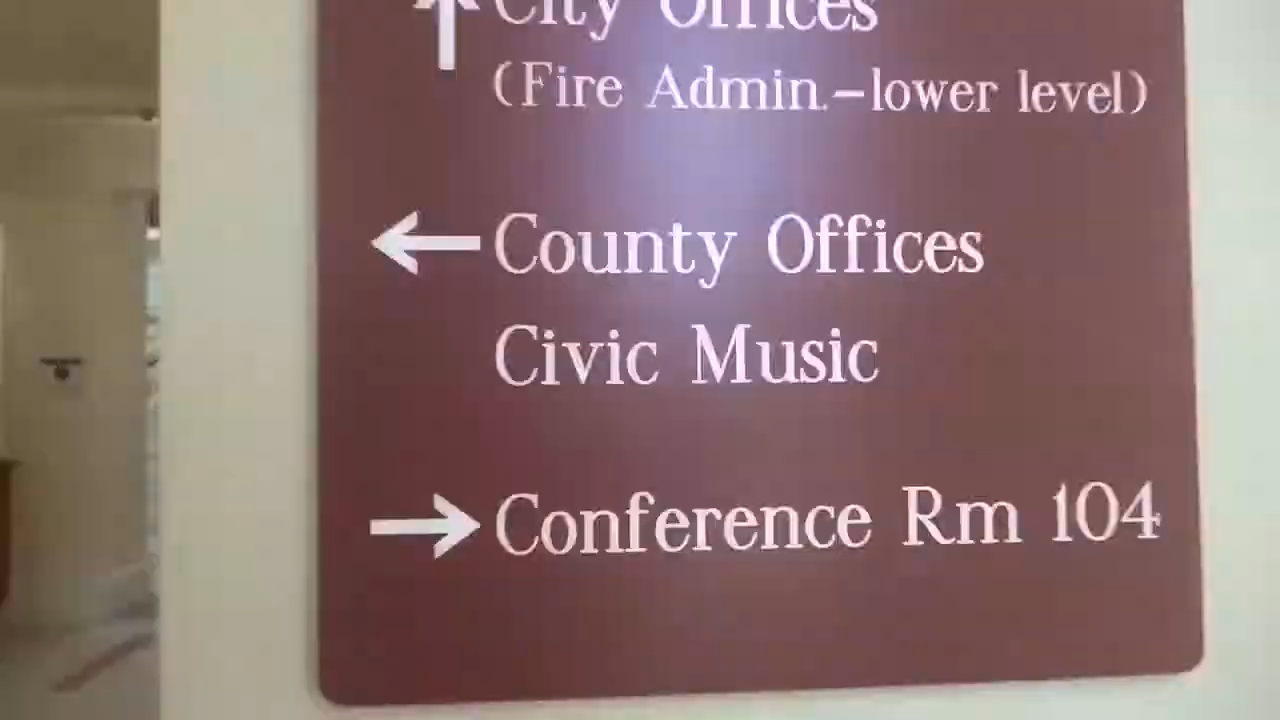 City Offices
(Fire Admin.–lower level)
County Offices
Civic Music
Conference Rm 104